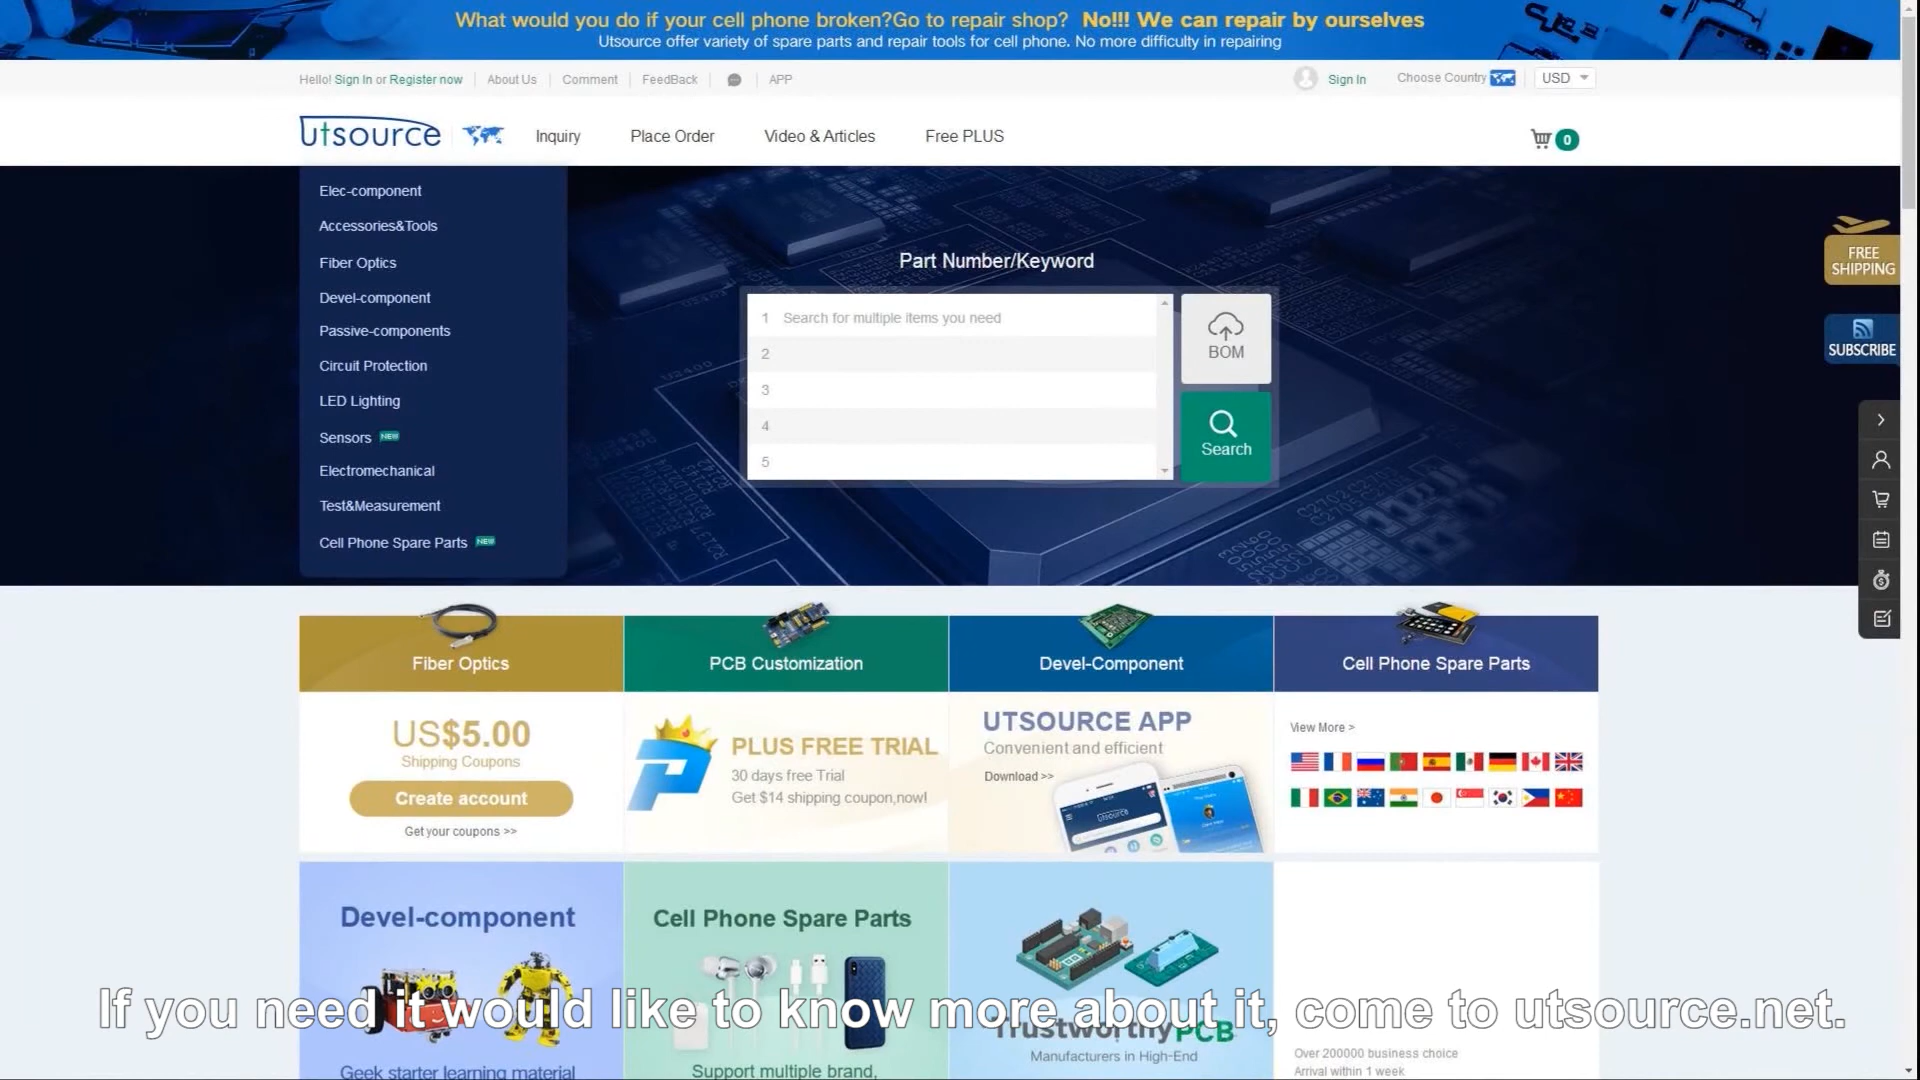 What would you do if your cell phone broken?Go to repair shop? No!!! We can repair by ourselves
Utsource offer variety of spare parts and repair tools for cell phone. No more difficulty in repairing
Hello! Sign In or Register now
About Us
Comment
FeedBack
APP
Sign In
Choose Country
USD
utsource
Inquiry
Place Order
Video & Articles
Free PLUS
0
Elec-component
Accessories&Tools
Fiber Optics
Devel-component
Passive-components
Circuit Protection
LED Lighting
Sensors NEW
Electromechanical
Test&Measurement
Cell Phone Spare Parts NEW
Part Number/Keyword
1 Search for multiple items you need
2
3
4
5
BOM
Search
FREE
SHIPPING
SUBSCRIBE
Fiber Optics
PCB Customization
Devel-Component
Cell Phone Spare Parts
US$5.00
Shipping Coupons
Create account
Get your coupons >>
PLUS FREE TRIAL
30 days free Trial
Get $14 shipping coupon,now!
UTSOURCE APP
Convenient and efficient
Download >>
utsource
View More >
Devel-component
Geek starter learning material
Cell Phone Spare Parts
Support multiple brand,
Trustworthy PCB
Manufacturers in High-End
Over 200000 business choice
Arrival within 1 week
If you need it would like to know more about it, come to utsource.net.